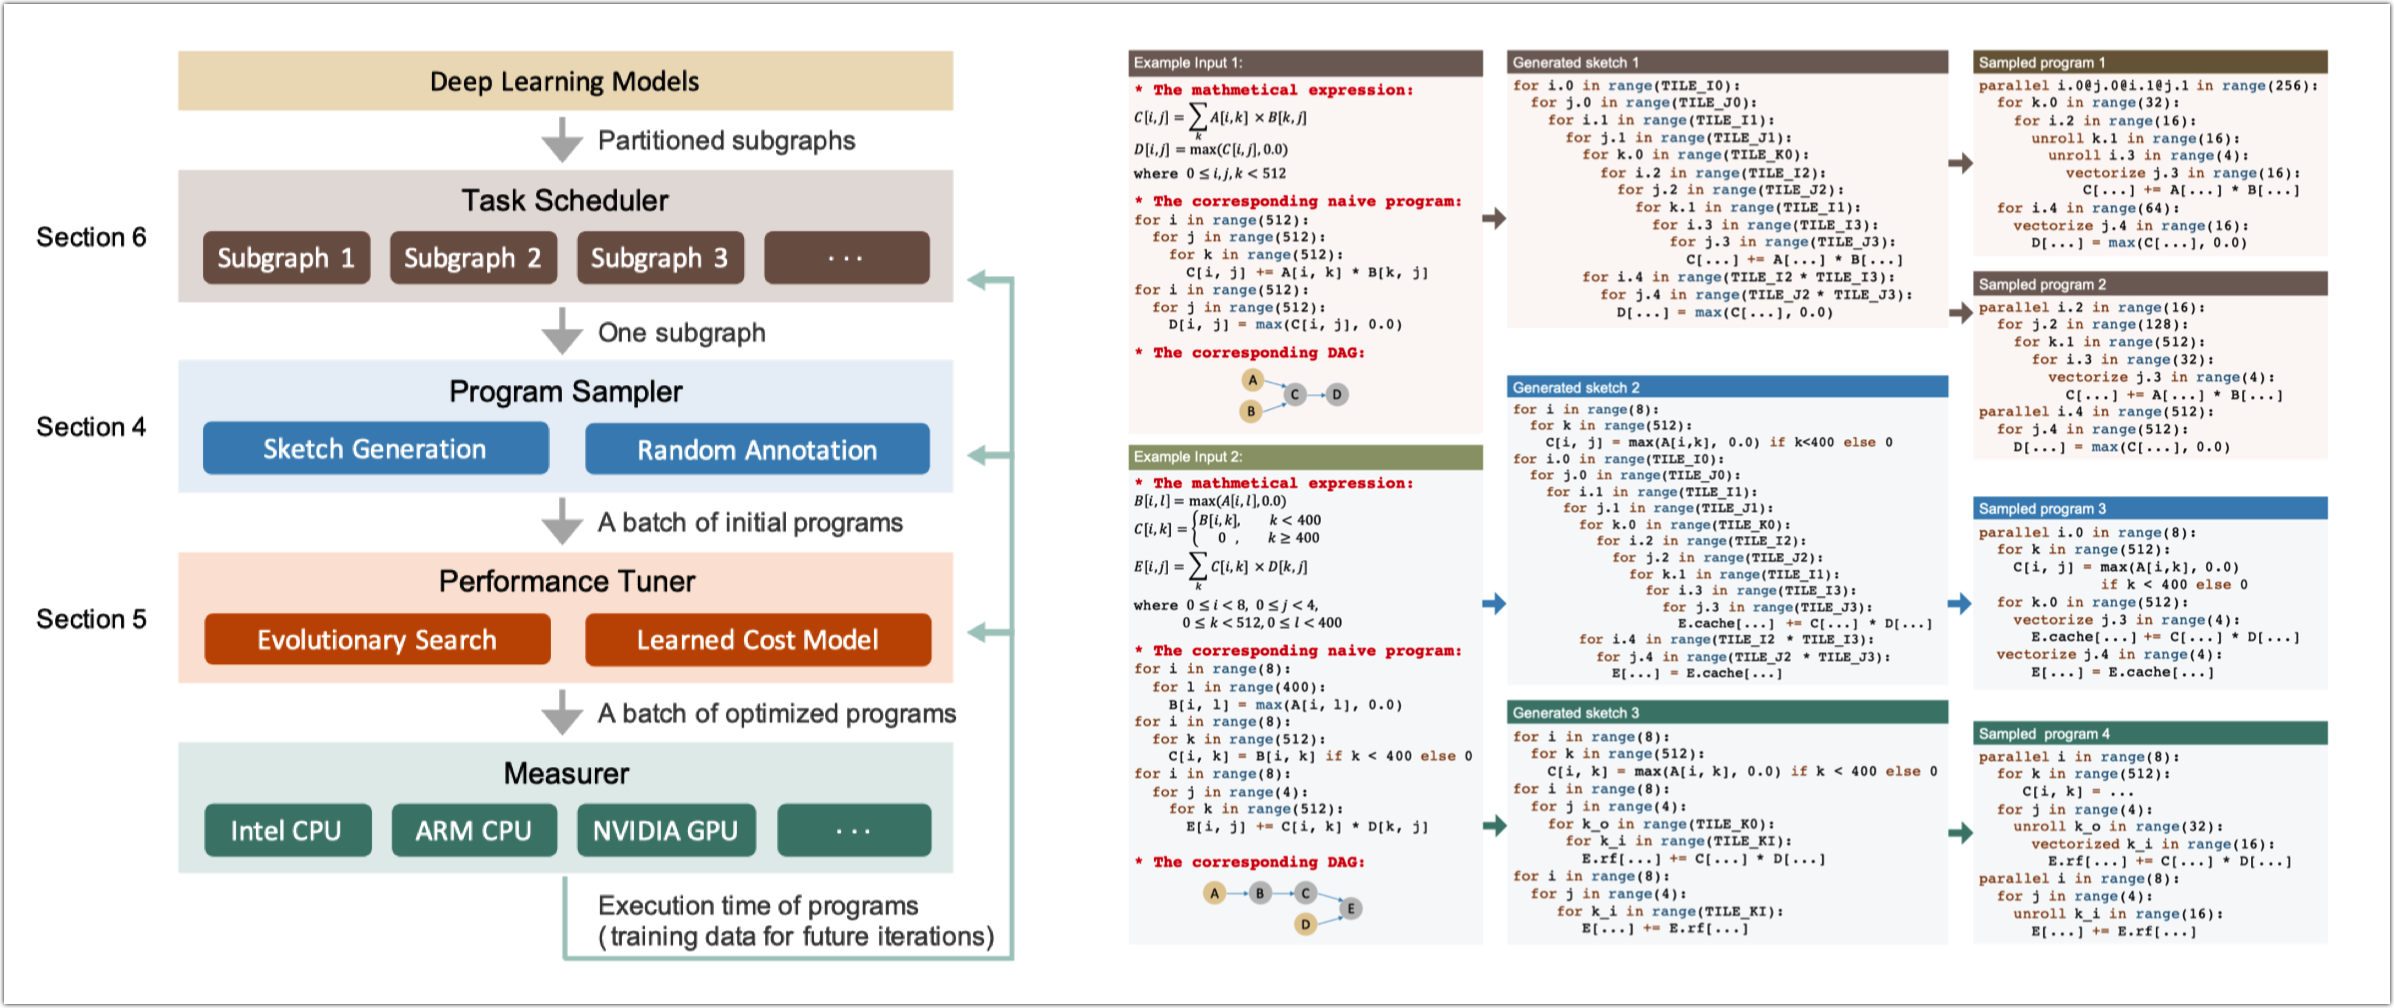 Deep Learning Models
Partitioned subgraphs
Section 6
Task Scheduler
Subgraph 1
Subgraph 2
Subgraph 3
...
One subgraph
Section 4
Program Sampler
Sketch Generation
Random Annotation
A batch of initial programs
Section 5
Performance Tuner
Evolutionary Search
Learned Cost Model
A batch of optimized programs
Measurer
Intel CPU
ARM CPU
NVIDIA GPU
...
Execution time of programs
(training data for future iterations)
Example Input 1:
* The mathmetical expression:
C[i,j] = ∑ A[i,k] × B[k,j]
k
D[i,j] = max(C[i,j],0.0)
where 0 ≤ i,j,k < 512
* The corresponding naive program:
for i in range(512):
for j in range(512):
for k in range(512):
C[i, j] += A[i, k] * B[k, j]
for i in range(512):
for j in range(512):
D[i, j] = max(C[i, j], 0.0)
* The corresponding DAG:
A
B
C
D
Example Input 2:
* The mathmetical expression:
B[i,l] = max(A[i,l],0.0)
C[i,k] = { B[i,k], k < 400
0 , k ≥ 400
E[i,j] = ∑ C[i,k] × D[k,j]
k
where 0 ≤ i < 8, 0 ≤ j < 4,
0 ≤ k < 512, 0 ≤ l < 400
* The corresponding naive program:
for i in range(8):
for l in range(400):
B[i, l] = max(A[i, l], 0.0)
for i in range(8):
for k in range(512):
C[i, k] = B[i, k] if k < 400 else 0
for i in range(8):
for j in range(4):
for k in range(512):
E[i, j] += C[i, k] * D[k, j]
* The corresponding DAG:
A
B
C
D
E
Generated sketch 1
for i.0 in range(TILE_I0):
for j.0 in range(TILE_J0):
for i.1 in range(TILE_I1):
for j.1 in range(TILE_J1):
for k.0 in range(TILE_K0):
for i.2 in range(TILE_I2):
for j.2 in range(TILE_J2):
for k.1 in range(TILE_I1):
for i.3 in range(TILE_I3):
for j.3 in range(TILE_J3):
C[...] += A[...] * B[...]
for i.4 in range(TILE_I2 * TILE_I3):
for j.4 in range(TILE_J2 * TILE_J3):
D[...] = max(C[...], 0.0)
Generated sketch 2
for i in range(8):
for k in range(512):
C[i, j] = max(A[i,k], 0.0) if k<400 else 0
for i.0 in range(TILE_I0):
for j.0 in range(TILE_J0):
for i.1 in range(TILE_I1):
for j.1 in range(TILE_J1):
for k.0 in range(TILE_K0):
for i.2 in range(TILE_I2):
for j.2 in range(TILE_J2):
for k.1 in range(TILE_I1):
for i.3 in range(TILE_I3):
for j.3 in range(TILE_J3):
E.cache[...] += C[...] * D[...]
for i.4 in range(TILE_I2 * TILE_I3):
for j.4 in range(TILE_J2 * TILE_J3):
E[...] = E.cache[...]
Generated sketch 3
for i in range(8):
for k in range(512):
C[i, k] = max(A[i, k], 0.0) if k < 400 else 0
for i in range(8):
for j in range(4):
for k_o in range(TILE_K0):
for k_i in range(TILE_KI):
E.rf[...] += C[...] * D[...]
for i in range(8):
for j in range(4):
for k_i in range(TILE_KI):
E[...] += E.rf[...]
Sampled program 1
parallel i.0@j.0@i.1@j.1 in range(256):
for k.0 in range(32):
for i.2 in range(16):
unroll k.1 in range(16):
unroll i.3 in range(4):
vectorize j.3 in range(16):
C[...] += A[...] * B[...]
for i.4 in range(64):
vectorize j.4 in range(16):
D[...] = max(C[...], 0.0)
Sampled program 2
parallel i.2 in range(16):
for j.2 in range(128):
for k.1 in range(512):
for i.3 in range(32):
vectorize j.3 in range(4):
C[...] += A[...] * B[...]
parallel i.4 in range(512):
for j.4 in range(512):
D[...] = max(C[...], 0.0)
Sampled program 3
parallel i.0 in range(8):
for k in range(512):
C[i, j] = max(A[i,k], 0.0)
if k < 400 else 0
for k.0 in range(512):
vectorize j.3 in range(4):
E.cache[...] += C[...] * D[...]
vectorize j.4 in range(4):
E[...] = E.cache[...]
Sampled program 4
parallel i in range(8):
for k in range(512):
C[i, k] = ...
for j in range(4):
unroll k_o in range(32):
vectorized k_i in range(16):
E.rf[...] += C[...] * D[...]
parallel i in range(8):
for j in range(4):
unroll k_i in range(16):
E[...] += E.rf[...]